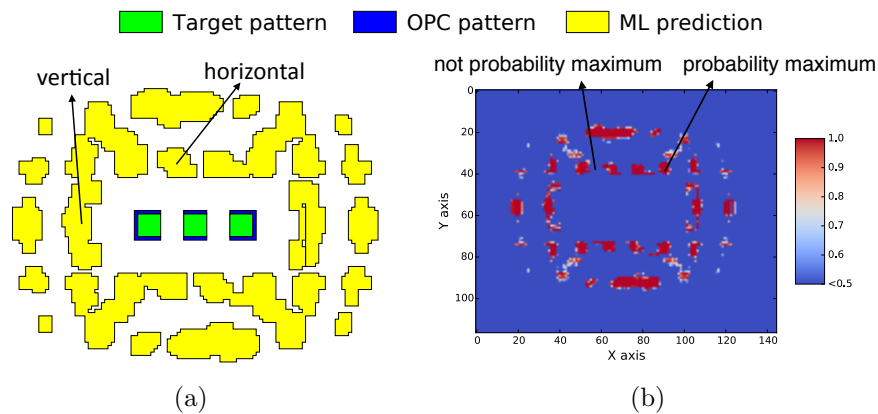 Target pattern OPC pattern ML prediction
vertical
horizontal
not probability maximum probability maximum
0
20
40
60
80
100
Y axis
0 20 40 60 80 100 120 140
X axis
1.0
0.9
0.8
0.7
0.6
<0.5
(a) (b)